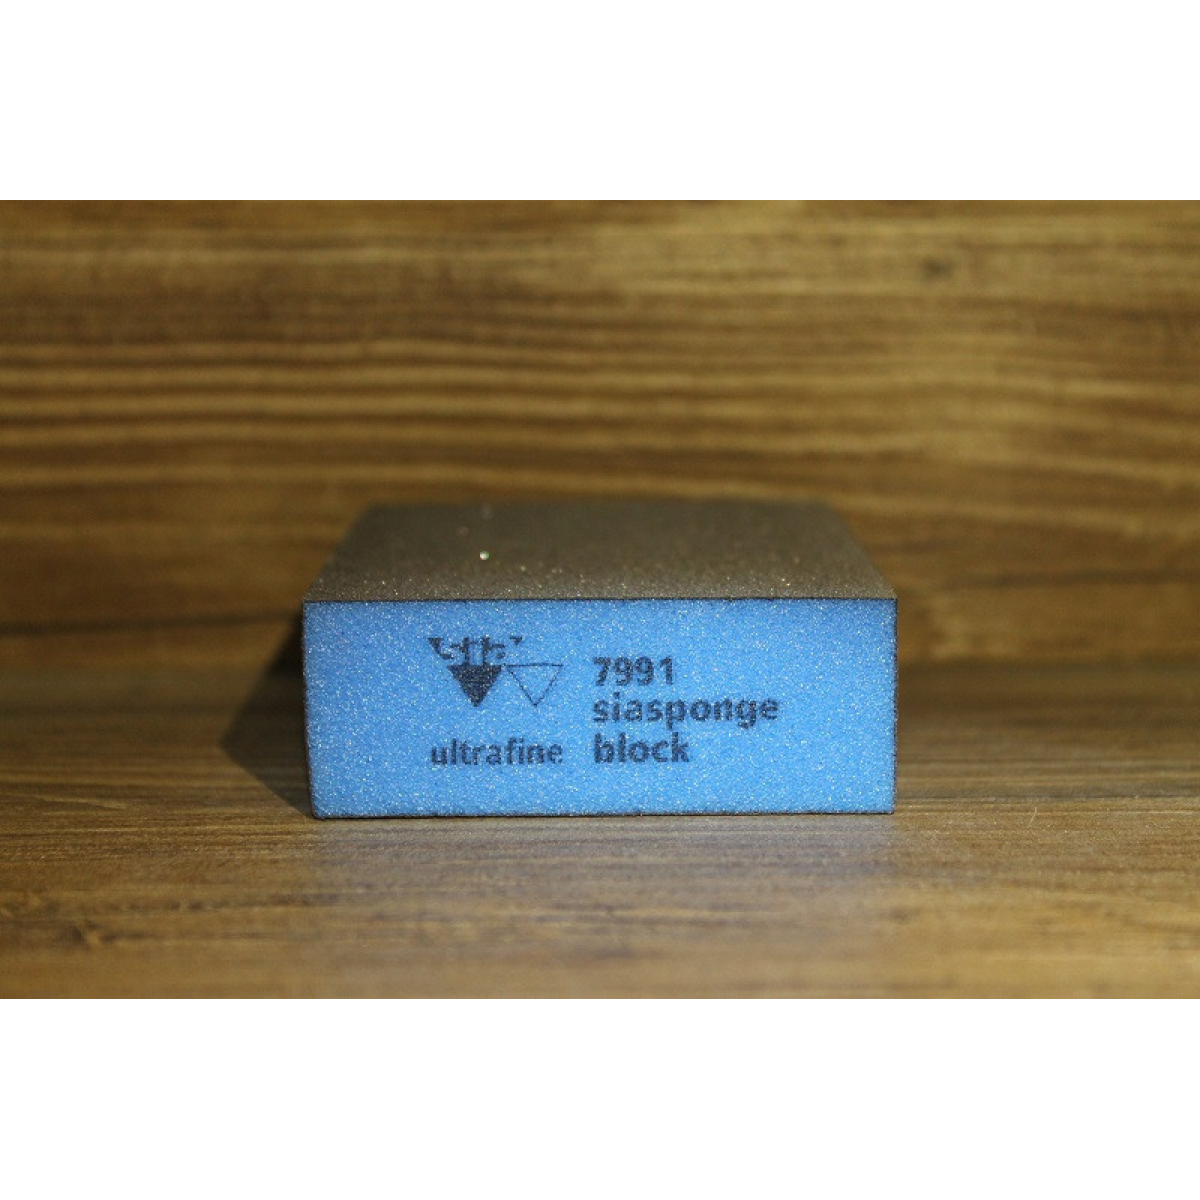 sia
7991
siasponge
ultrafine block